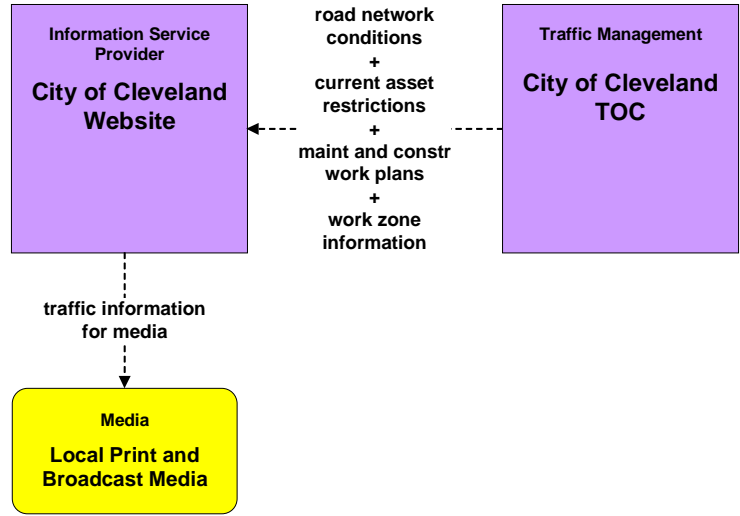 Information Service
Provider
City of Cleveland
Website
road network
conditions
+
current asset
restrictions
+
maint and constr
work plans
+
work zone
information
Traffic Management
City of Cleveland
TOC
traffic information
for media
Media
Local Print and
Broadcast Media